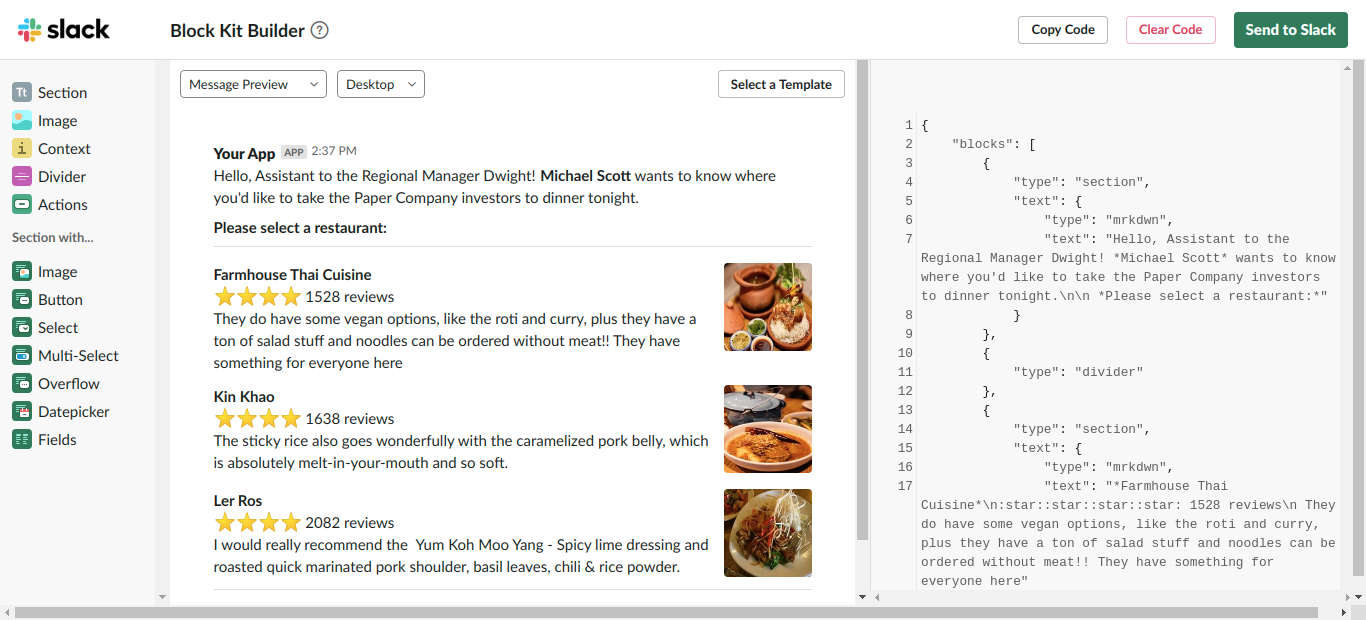 slack
Block Kit Builder ?
Copy Code
Clear Code
Send to Slack
Tt Section
Image
i Context
Divider
Actions
Section with...
Image
Button
Select
Multi-Select
Overflow
Datepicker
Fields
Message Preview
Desktop
Select a Template
Your App APP 2:37 PM
Hello, Assistant to the Regional Manager Dwight! Michael Scott wants to know where
you'd like to take the Paper Company investors to dinner tonight.
Please select a restaurant:
Farmhouse Thai Cuisine
1528 reviews
They do have some vegan options, like the roti and curry, plus they have a
ton of salad stuff and noodles can be ordered without meat!! They have
something for everyone here
Kin Khao
1638 reviews
The sticky rice also goes wonderfully with the caramelized pork belly, which
is absolutely melt-in-your-mouth and so soft.
Ler Ros
2082 reviews
I would really recommend the  Yum Koh Moo Yang - Spicy lime dressing and
roasted quick marinated pork shoulder, basil leaves, chili & rice powder.
1 {
2 "blocks": [
3 {
4 "type": "section",
5 "text": {
6 "type": "mrkdwn",
7 "text": "Hello, Assistant to the
Regional Manager Dwight! *Michael Scott* wants to know
where you'd like to take the Paper Company investors
to dinner tonight.\n\n *Please select a restaurant:*"
8 }
9 },
10 {
11 "type": "divider"
12 },
13 {
14 "type": "section",
15 "text": {
16 "type": "mrkdwn",
17 "text": "*Farmhouse Thai
Cuisine*\n:star::star::star::star: 1528 reviews\n They
do have some vegan options, like the roti and curry,
plus they have a ton of salad stuff and noodles can be
ordered without meat!! They have something for
everyone here"